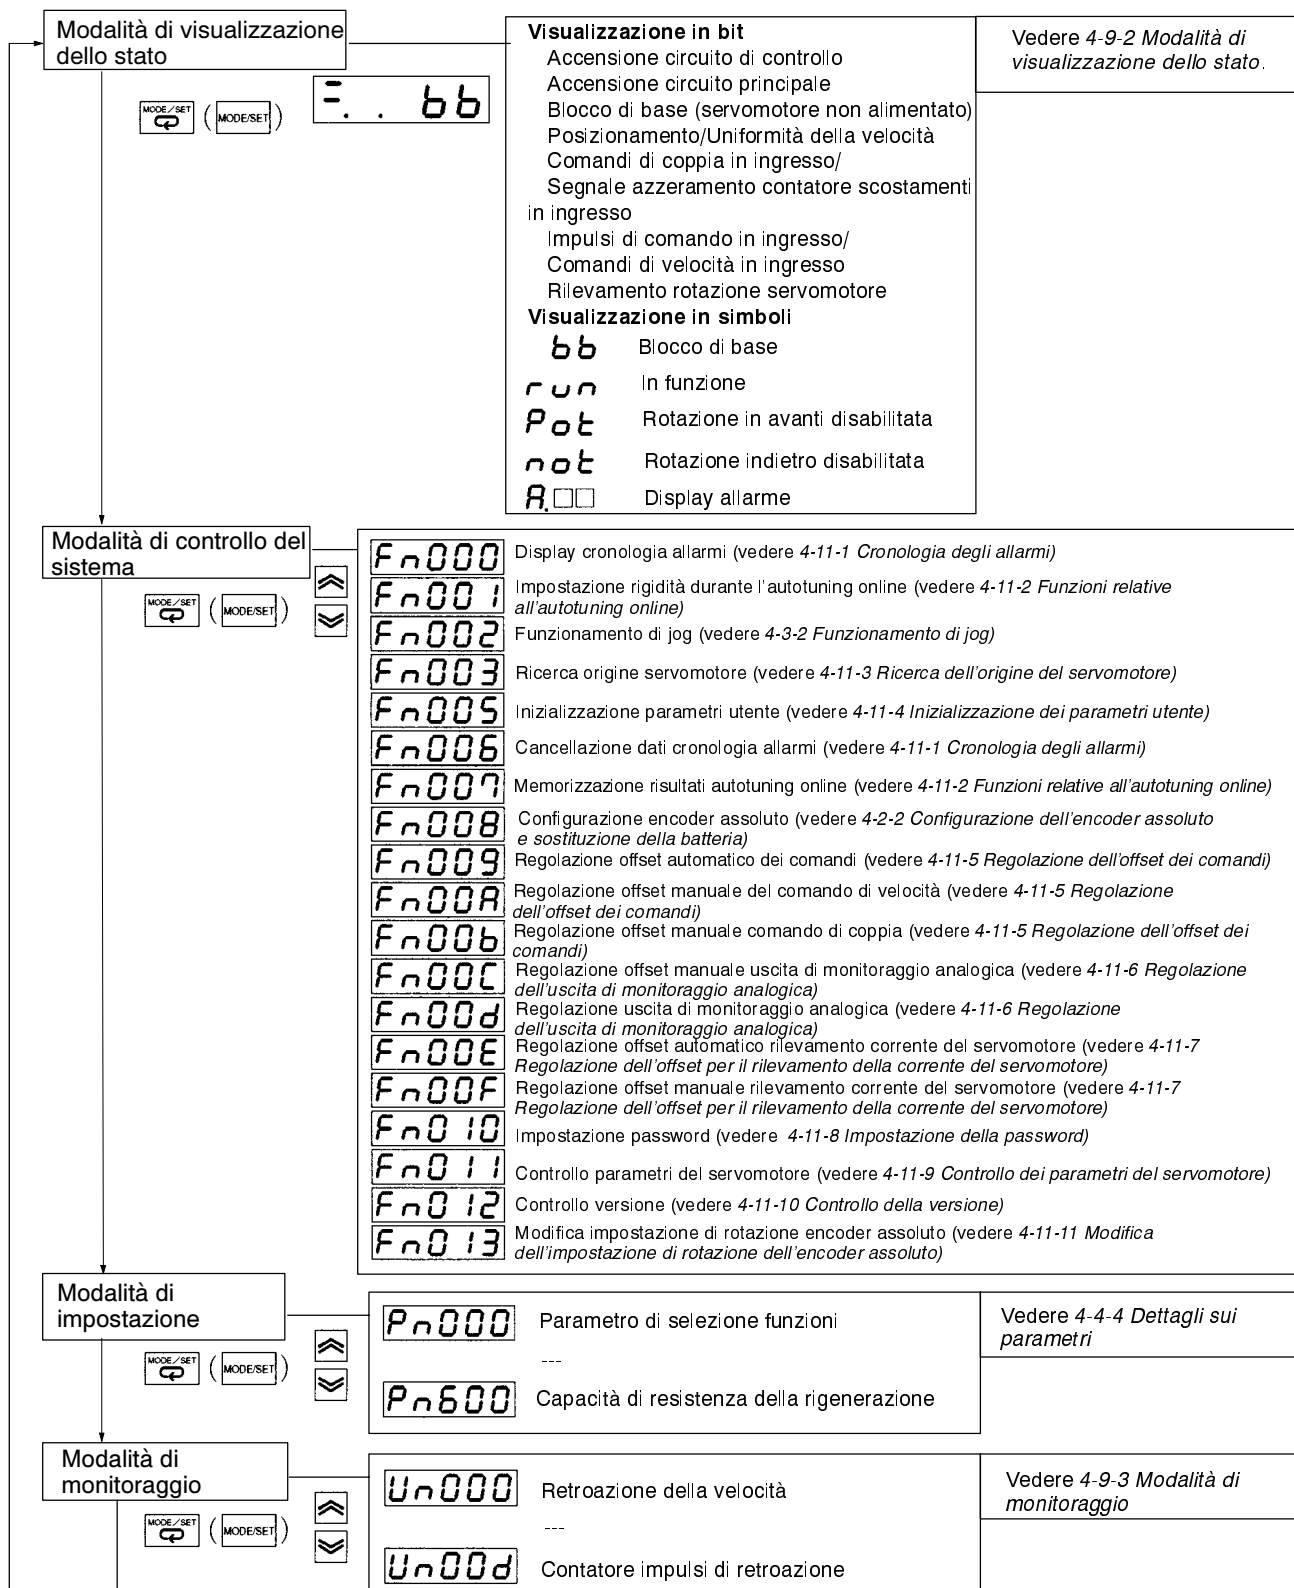 Modalità di visualizzazione
dello stato
MODE/SET
(MODE/SET)
bb
Visualizzazione in bit
Accensione circuito di controllo
Accensione circuito principale
Blocco di base (servomotore non alimentato)
Posizionamento/Uniformità della velocità
Comandi di coppia in ingresso/
Segnale azzeramento contatore scostamenti
in ingresso
Impulsi di comando in ingresso/
Comandi di velocità in ingresso
Rilevamento rotazione servomotore
Visualizzazione in simboli
bb Blocco di base
run In funzione
Pot Rotazione in avanti disabilitata
not Rotazione indietro disabilitata
A.□□ Display allarme
Vedere 4-9-2 Modalità di
visualizzazione dello stato.
Modalità di controllo del
sistema
MODE/SET
(MODE/SET)
Fn000 Display cronologia allarmi (vedere 4-11-1 Cronologia degli allarmi)
Fn001 Impostazione rigidità durante l'autotuning online (vedere 4-11-2 Funzioni relative
all'autotuning online)
Fn002 Funzionamento di jog (vedere 4-3-2 Funzionamento di jog)
Fn003 Ricerca origine servomotore (vedere 4-11-3 Ricerca dell'origine del servomotore)
Fn005 Inizializzazione parametri utente (vedere 4-11-4 Inizializzazione dei parametri utente)
Fn006 Cancellazione dati cronologia allarmi (vedere 4-11-1 Cronologia degli allarmi)
Fn007 Memorizzazione risultati autotuning online (vedere 4-11-2 Funzioni relative all'autotuning online)
Fn008 Configurazione encoder assoluto (vedere 4-2-2 Configurazione dell'encoder assoluto
e sostituzione della batteria)
Fn009 Regolazione offset automatico dei comandi (vedere 4-11-5 Regolazione dell'offset dei comandi)
Fn00A Regolazione offset manuale del comando di velocità (vedere 4-11-5 Regolazione
dell'offset dei comandi)
Fn00b Regolazione offset manuale comando di coppia (vedere 4-11-5 Regolazione dell'offset dei
comandi)
Fn00C Regolazione offset manuale uscita di monitoraggio analogica (vedere 4-11-6 Regolazione
dell'uscita di monitoraggio analogica)
Fn00d Regolazione uscita di monitoraggio analogica (vedere 4-11-6 Regolazione
dell'uscita di monitoraggio analogica)
Fn00E Regolazione offset automatico rilevamento corrente del servomotore (vedere 4-11-7
Regolazione dell'offset per il rilevamento della corrente del servomotore)
Fn00F Regolazione offset manuale rilevamento corrente del servomotore (vedere 4-11-7
Regolazione dell'offset per il rilevamento della corrente del servomotore)
Fn010 Impostazione password (vedere 4-11-8 Impostazione della password)
Fn011 Controllo parametri del servomotore (vedere 4-11-9 Controllo dei parametri del servomotore)
Fn012 Controllo versione (vedere 4-11-10 Controllo della versione)
Fn013 Modifica impostazione di rotazione encoder assoluto (vedere 4-11-11 Modifica
dell'impostazione di rotazione dell'encoder assoluto)
Modalità di
impostazione
MODE/SET
(MODE/SET)
Pn000 Parametro di selezione funzioni
---
Pn600 Capacità di resistenza della rigenerazione
Vedere 4-4-4 Dettagli sui
parametri
Modalità di
monitoraggio
MODE/SET
(MODE/SET)
Un000 Retroazione della velocità
---
Un00d Contatore impulsi di retroazione
Vedere 4-9-3 Modalità di
monitoraggio